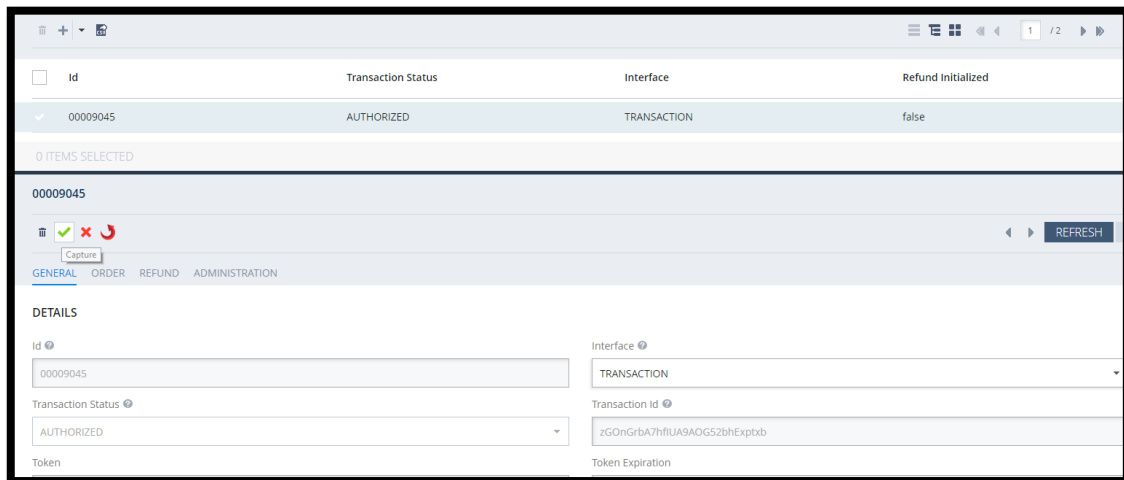 1 / 2
Id Transaction Status Interface Refund Initialized
00009045 AUTHORIZED TRANSACTION false
0 ITEMS SELECTED
00009045
REFRESH
Capture
GENERAL ORDER REFUND ADMINISTRATION
DETAILS
Id Interface
00009045 TRANSACTION
Transaction Status Transaction Id
AUTHORIZED zGOnGrbA7hfIUA9AOG52bhExptxb
Token Token Expiration